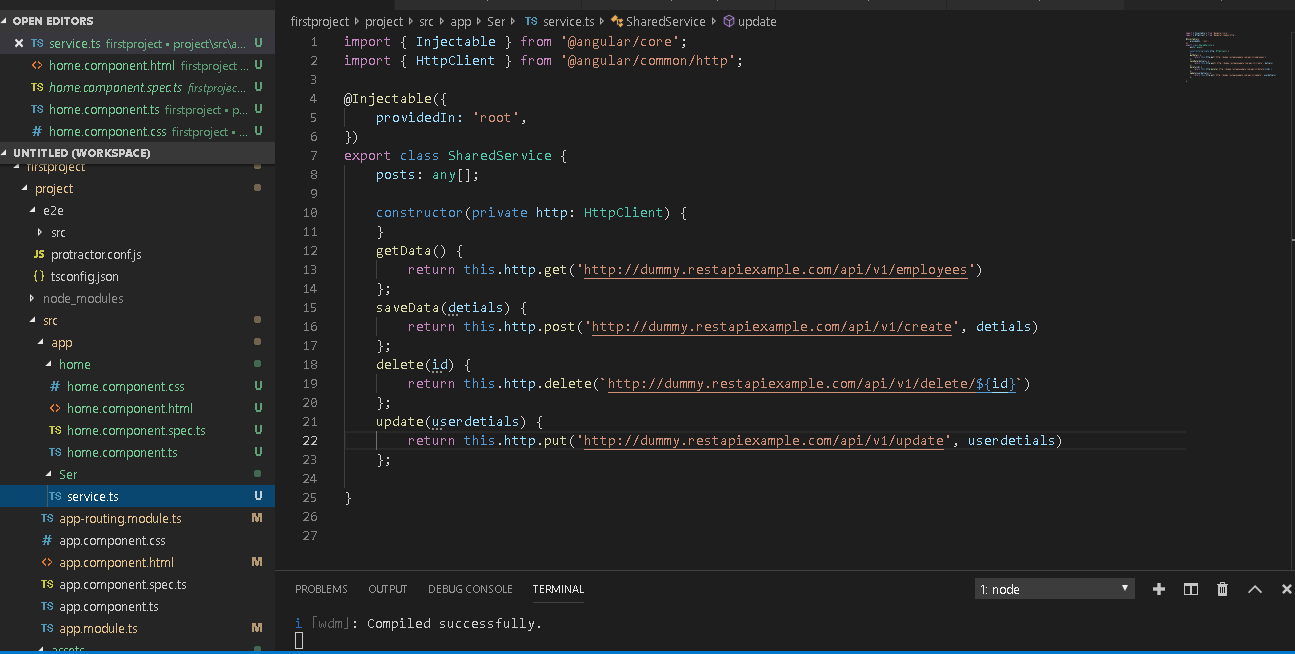 OPEN EDITORS
TS service.ts firstproject • project\src\a... U
<> home.component.html firstproject ... U
TS home.component.spec.ts firstprojec... U
TS home.component.ts firstproject • p... U
# home.component.css firstproject • ... U
UNTITLED (WORKSPACE)
firstproject
project
e2e
src
JS protractor.conf.js
{} tsconfig.json
node_modules
src
app
home
# home.component.css U
<> home.component.html U
TS home.component.spec.ts U
TS home.component.ts U
Ser
TS service.ts U
TS app-routing.module.ts M
# app.component.css
<> app.component.html M
TS app.component.spec.ts
TS app.component.ts
TS app.module.ts M
assets
firstproject project src app Ser TS service.ts SharedService update
1 import { Injectable } from '@angular/core';
2 import { HttpClient } from '@angular/common/http';
3
4 @Injectable({
5 providedIn: 'root',
6 })
7 export class SharedService {
8 posts: any[];
9
10 constructor(private http: HttpClient) {
11 }
12 getData() {
13 return this.http.get('http://dummy.restapiexample.com/api/v1/employees')
14 };
15 saveData(detials) {
16 return this.http.post('http://dummy.restapiexample.com/api/v1/create', detials)
17 };
18 delete(id) {
19 return this.http.delete(`http://dummy.restapiexample.com/api/v1/delete/${id}`)
20 };
21 update(userdetials) {
22 return this.http.put('http://dummy.restapiexample.com/api/v1/update', userdetials)
23 };
24
25 }
26
27
PROBLEMS OUTPUT DEBUG CONSOLE TERMINAL 1: node
i ｢wdm｣: Compiled successfully.